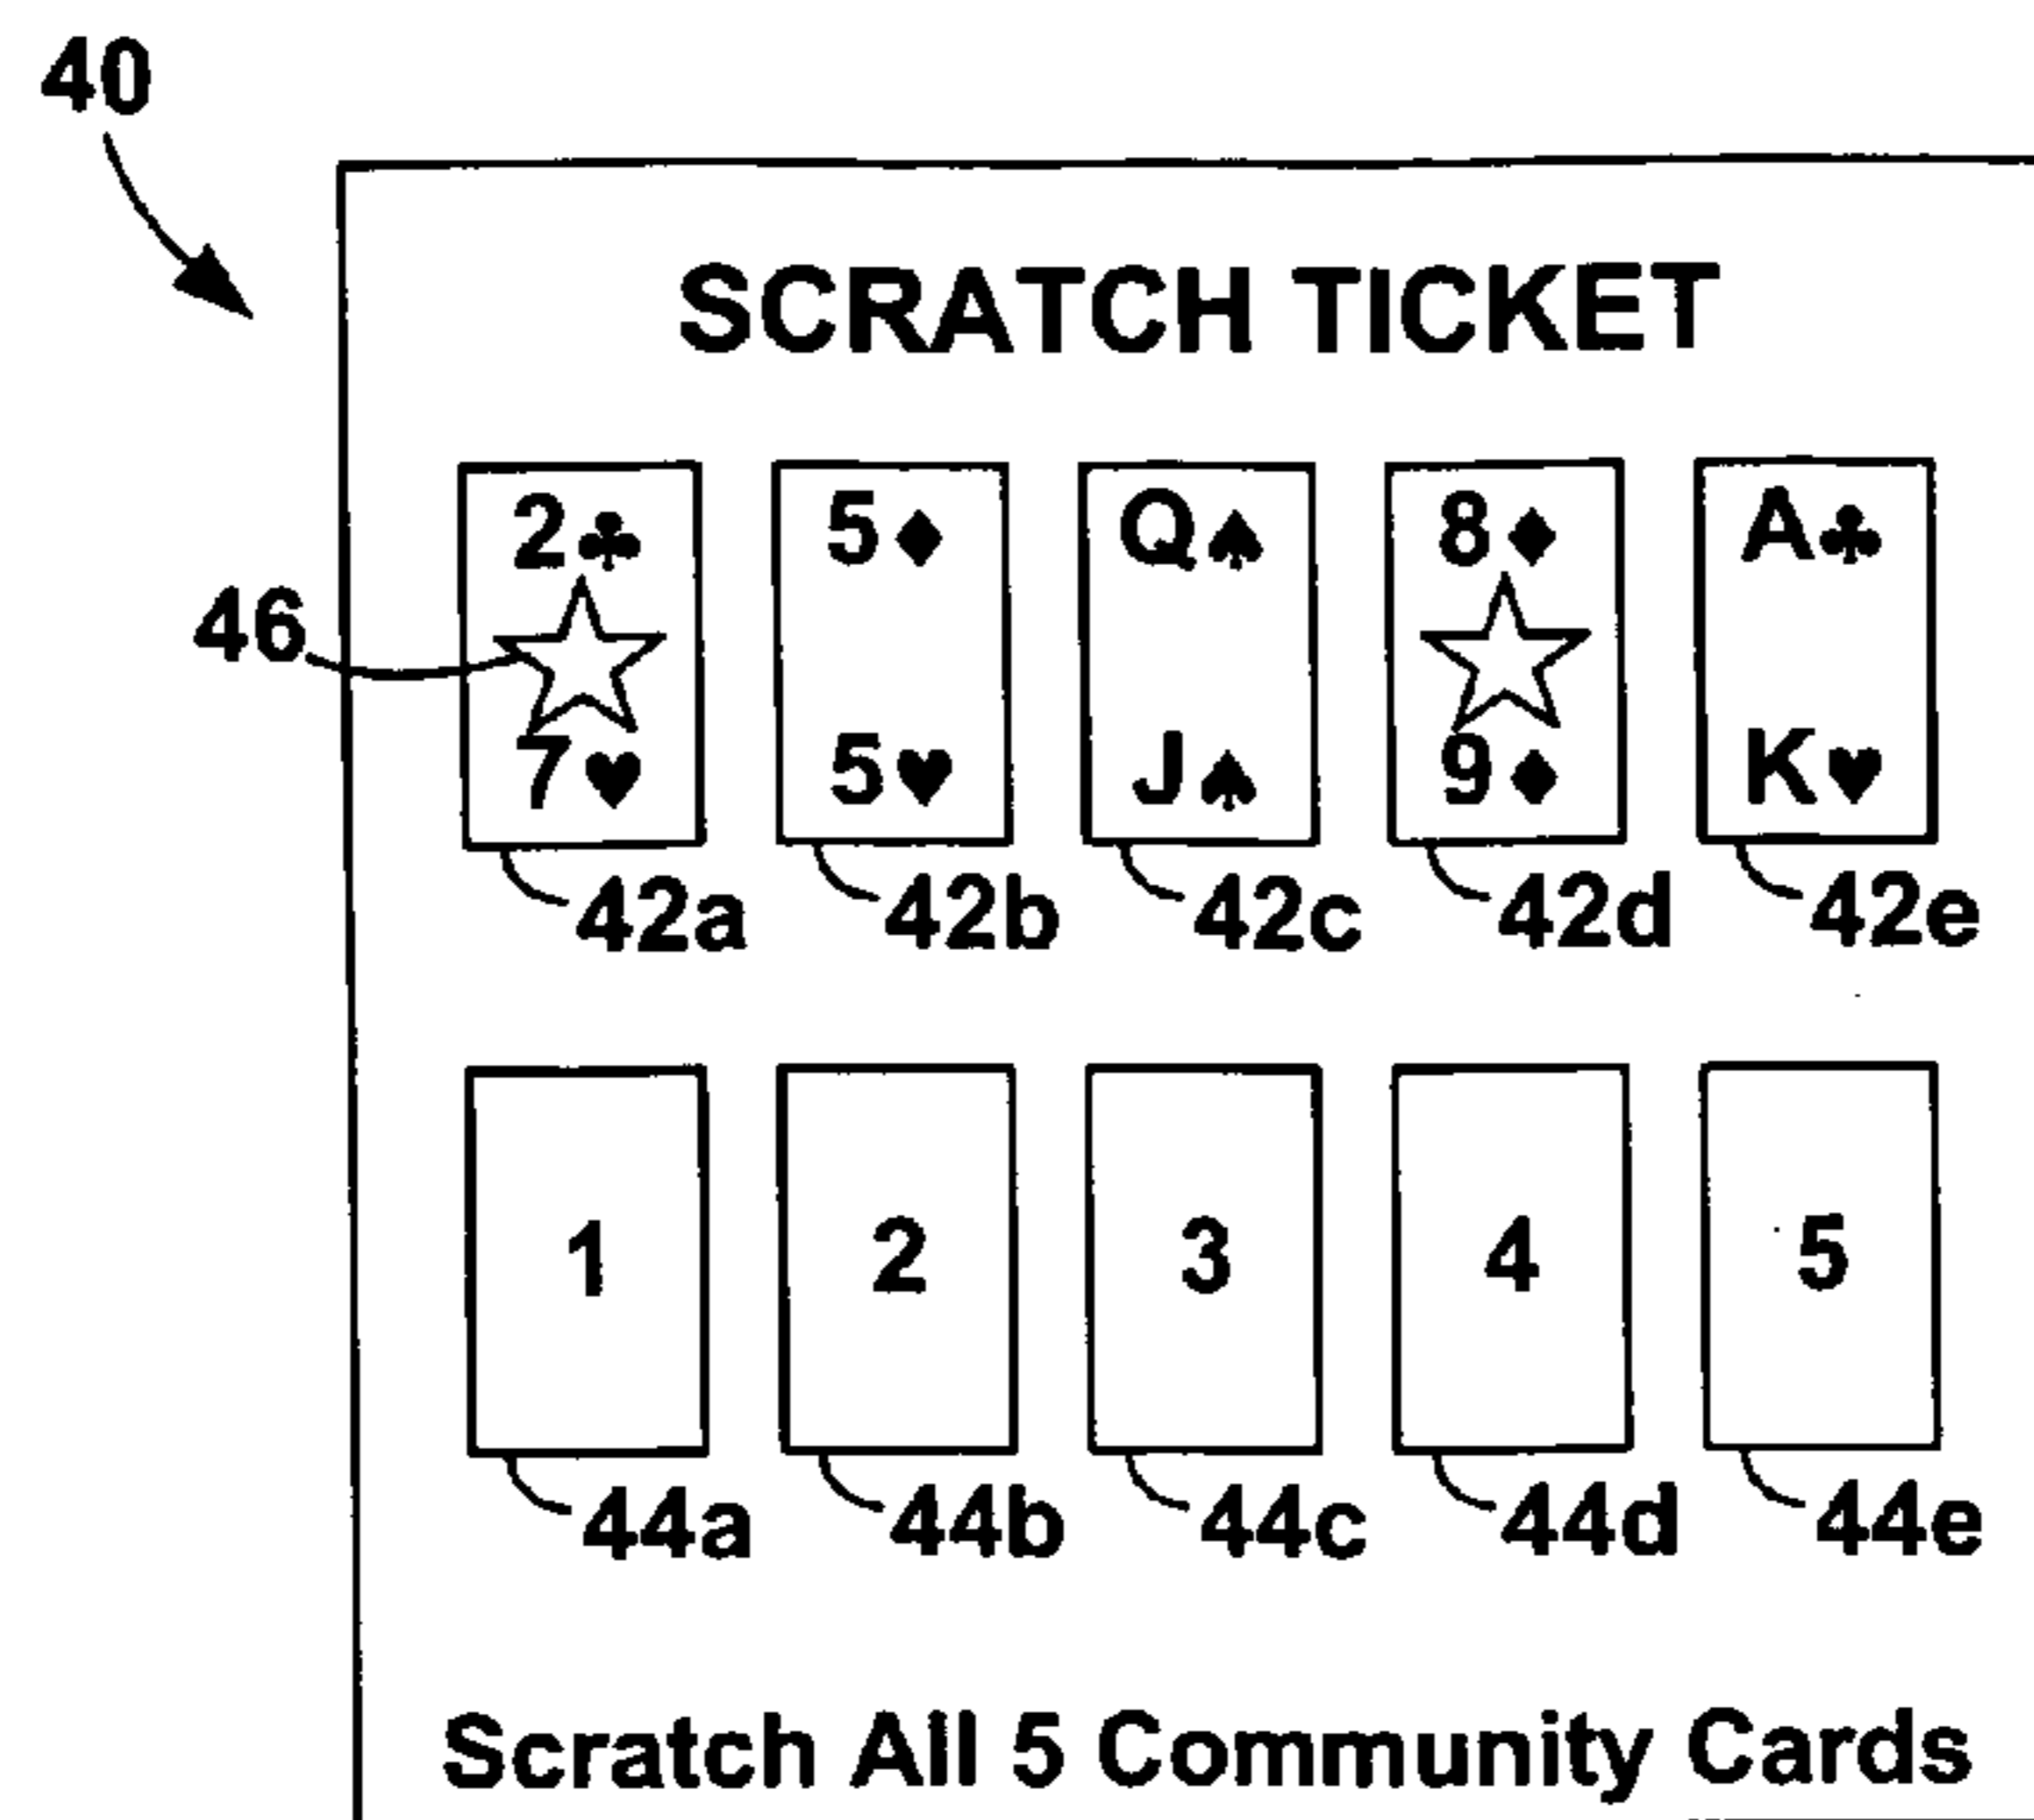 40
SCRATCH TICKET
2♣ 5♦ Q♠ 8♦ A♣
46
7♥ 5♥ J♠ 9♦ K♥
42a 42b 42c 42d 42e
1 2 3 4 5
44a 44b 44c 44d 44e
Scratch All 5 Community Cards